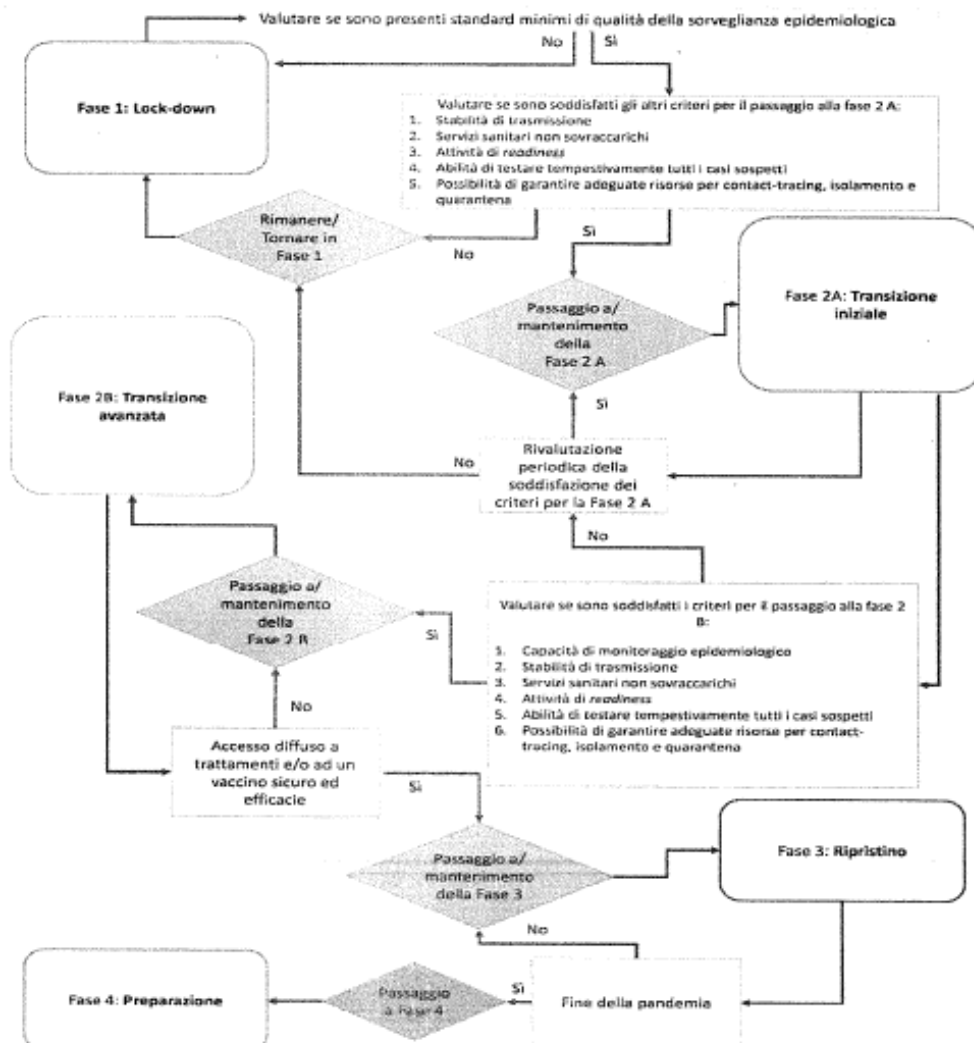 Valutare se sono presenti standard minimi di qualità della sorveglianza epidemiologica
No
Sì
Fase 1: Lock-down
Valutare se sono soddisfatti gli altri criteri per il passaggio alla fase 2 A:
1. Stabilità di trasmissione
2. Servizi sanitari non sovraccarichi
3. Attività di readiness
4. Abilità di testare tempestivamente tutti i casi sospetti
5. Possibilità di garantire adeguate risorse per contact-tracing, isolamento e
quarantena
Rimanere/
Tornare in
Fase 1
No
Sì
Passaggio a/
mantenimento
della
Fase 2 A
Fase 2A: Transizione
iniziale
Fase 2B: Transizione
avanzata
Sì
No
Rivalutazione
periodica della
soddisfazione dei
criteri per la Fase 2 A
No
Passaggio a/
mantenimento
della
Fase 2 B
Sì
Valutare se sono soddisfatti i criteri per il passaggio alla fase 2
B:
1. Capacità di monitoraggio epidemiologico
2. Stabilità di trasmissione
3. Servizi sanitari non sovraccarichi
4. Attività di readiness
5. Abilità di testare tempestivamente tutti i casi sospetti
6. Possibilità di garantire adeguate risorse per contact-
tracing, isolamento e quarantena
No
Accesso diffuso a
trattamenti e/o ad un
vaccino sicuro ed
efficacie
Sì
Passaggio a/
mantenimento
della Fase 3
Fase 3: Ripristino
No
Fase 4: Preparazione
Passaggio
a Fase 4
Sì
Fine della pandemia